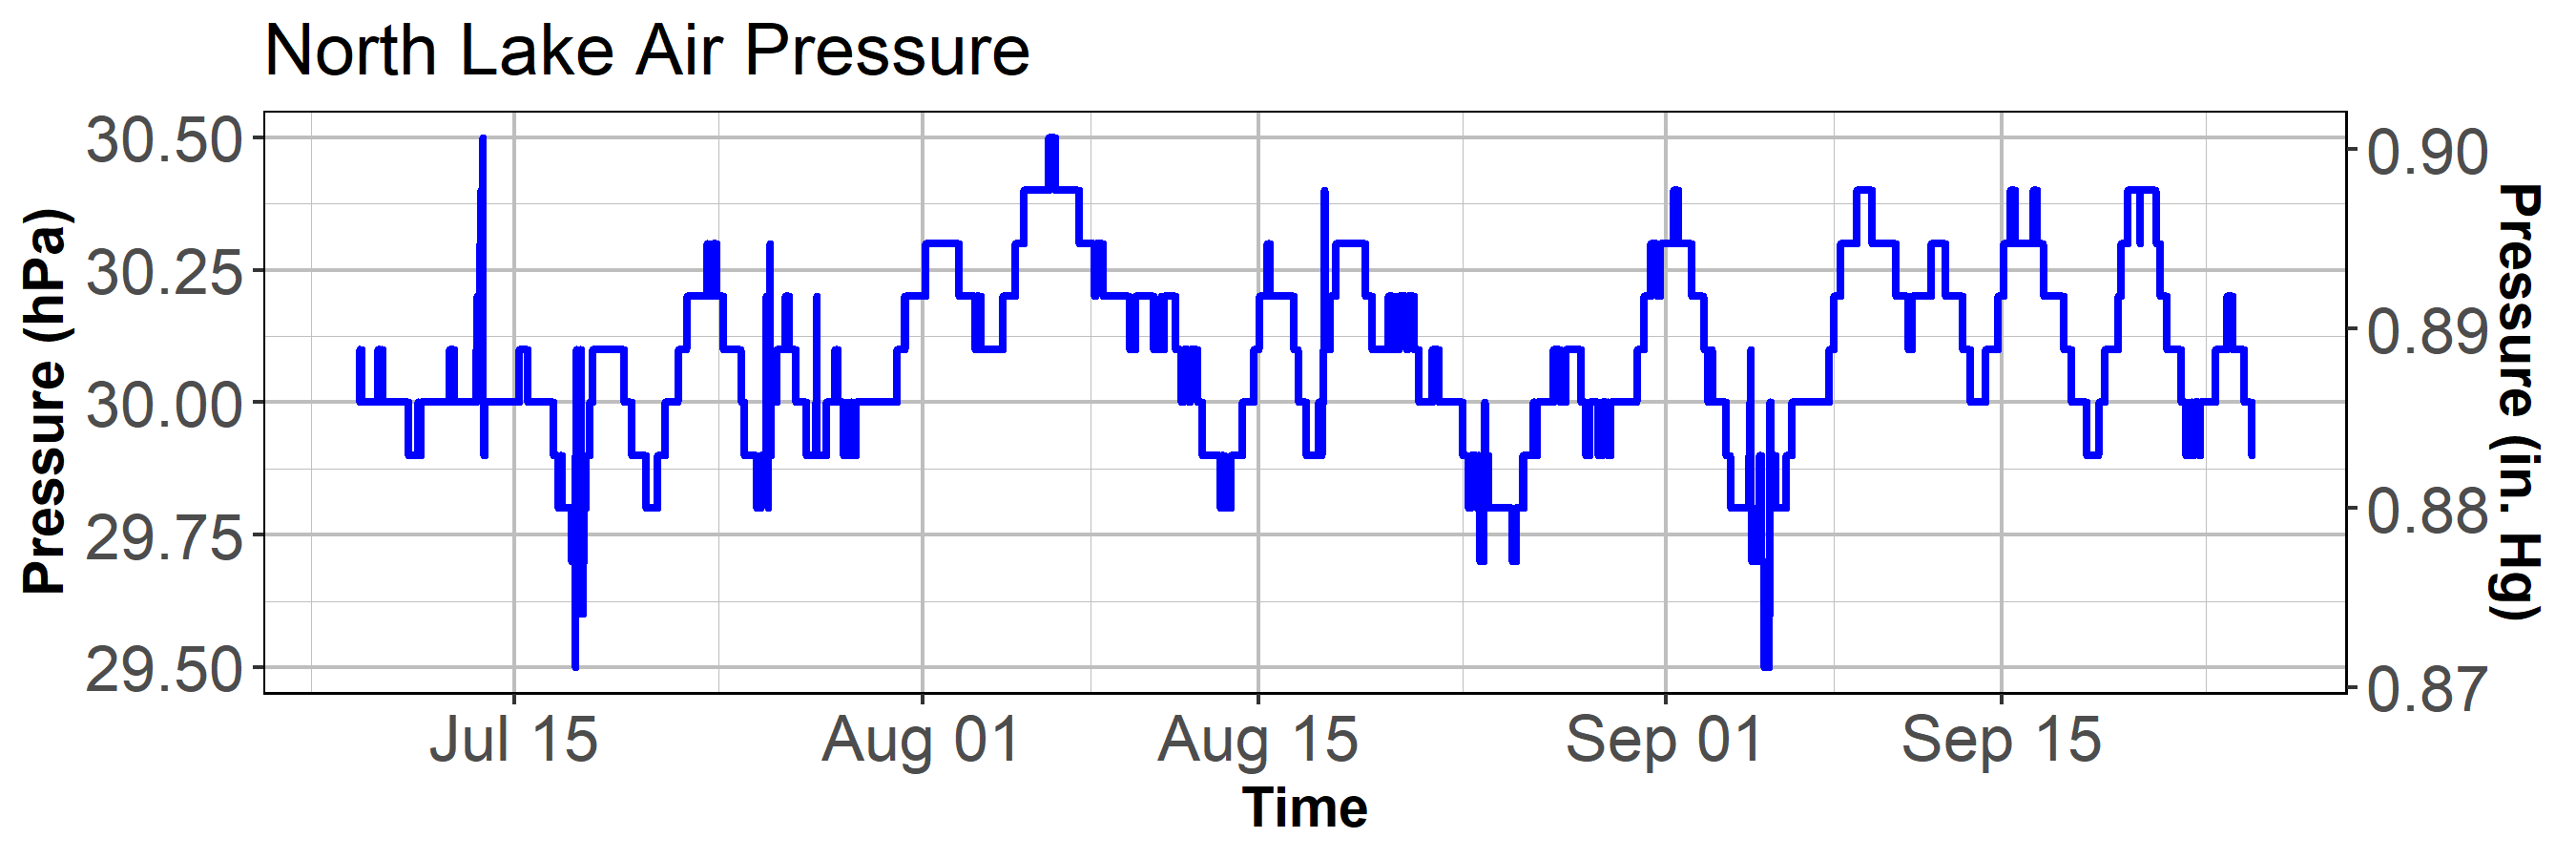 North Lake Air Pressure
Pressure (hPa)
30.50
30.25
30.00
29.75
29.50
0.90
0.89
0.88
0.87
Pressure (in. Hg)
Jul 15
Aug 01
Aug 15
Sep 01
Sep 15
Time